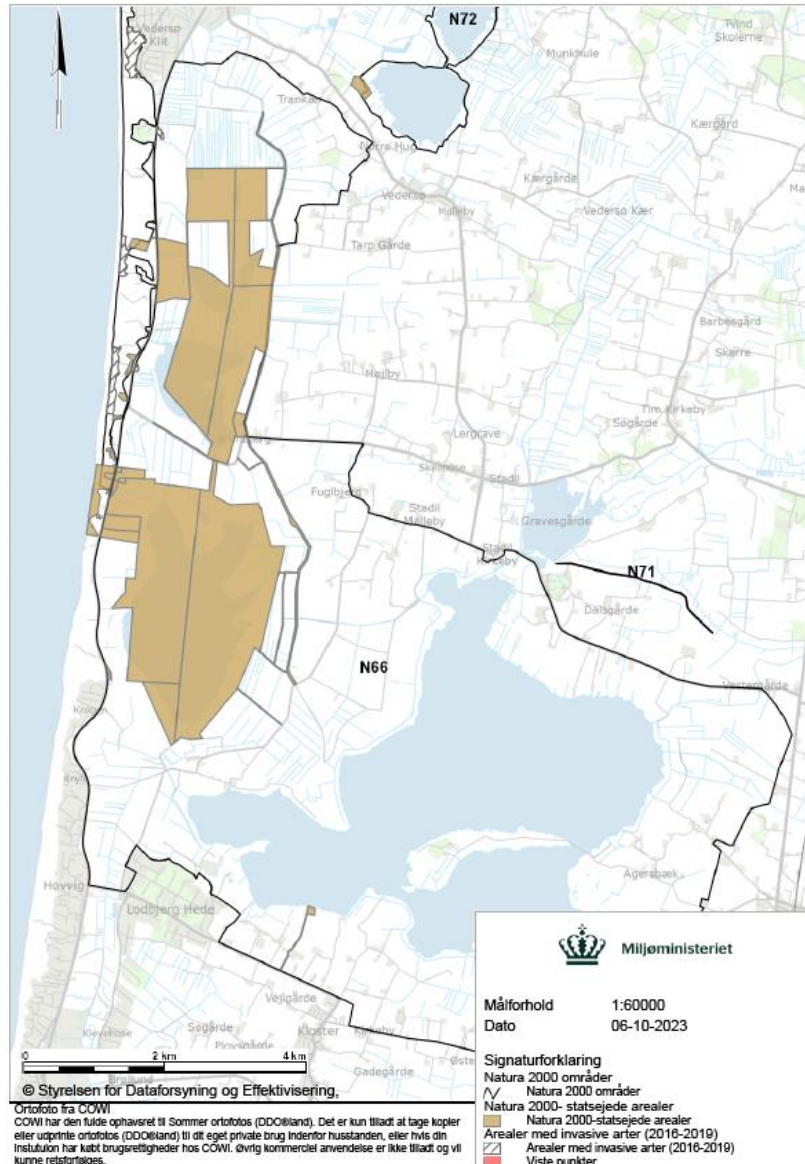 N72
Vedersø
Klit
Tvind
Skolerne
Munkhule
Trankær
Kærgård
Nørre Hug
Kærgårde
Vedersø
Mølleby
Vedersø Kær
Tarp Gårde
Barbesgård
Skarre
Møjlby
Tim Kirkeby
Søgårde
Lergrave
Stadil
Fuglbjerg
Stadil
Mølleby
Gravesgårde
Stadil
Kirkeby
N71
Dalsgårde
N66
Vestergårde
Agersbæk
Hovvig
Lodbjerg Hede
Vejlgårde
Søgårde
Kloster
Gadegårde
0 2 km 4 km
© Styrelsen for Dataforsyning og Effektivisering,
Ortofoto fra COWI
COWI har den fulde ophavsret til Sommer ortofotos (DDO®land). Det er kun tilladt at tage kopier
eller udprinte ortofotos (DDO®land) til dit eget private brug indenfor husstanden, eller hvis din
institution har købt brugsrettigheder hos COWI. Øvrig kommerciel anvendelse er ikke tilladt og vil
kunne retsforfølges.
Miljøministeriet
Målforhold 1:60000
Dato 06-10-2023
Signaturforklaring
Natura 2000 områder
Natura 2000 områder
Natura 2000- statsejede arealer
Natura 2000-statsejede arealer
Arealer med invasive arter (2016-2019)
Arealer med invasive arter (2016-2019)
Viste punkter